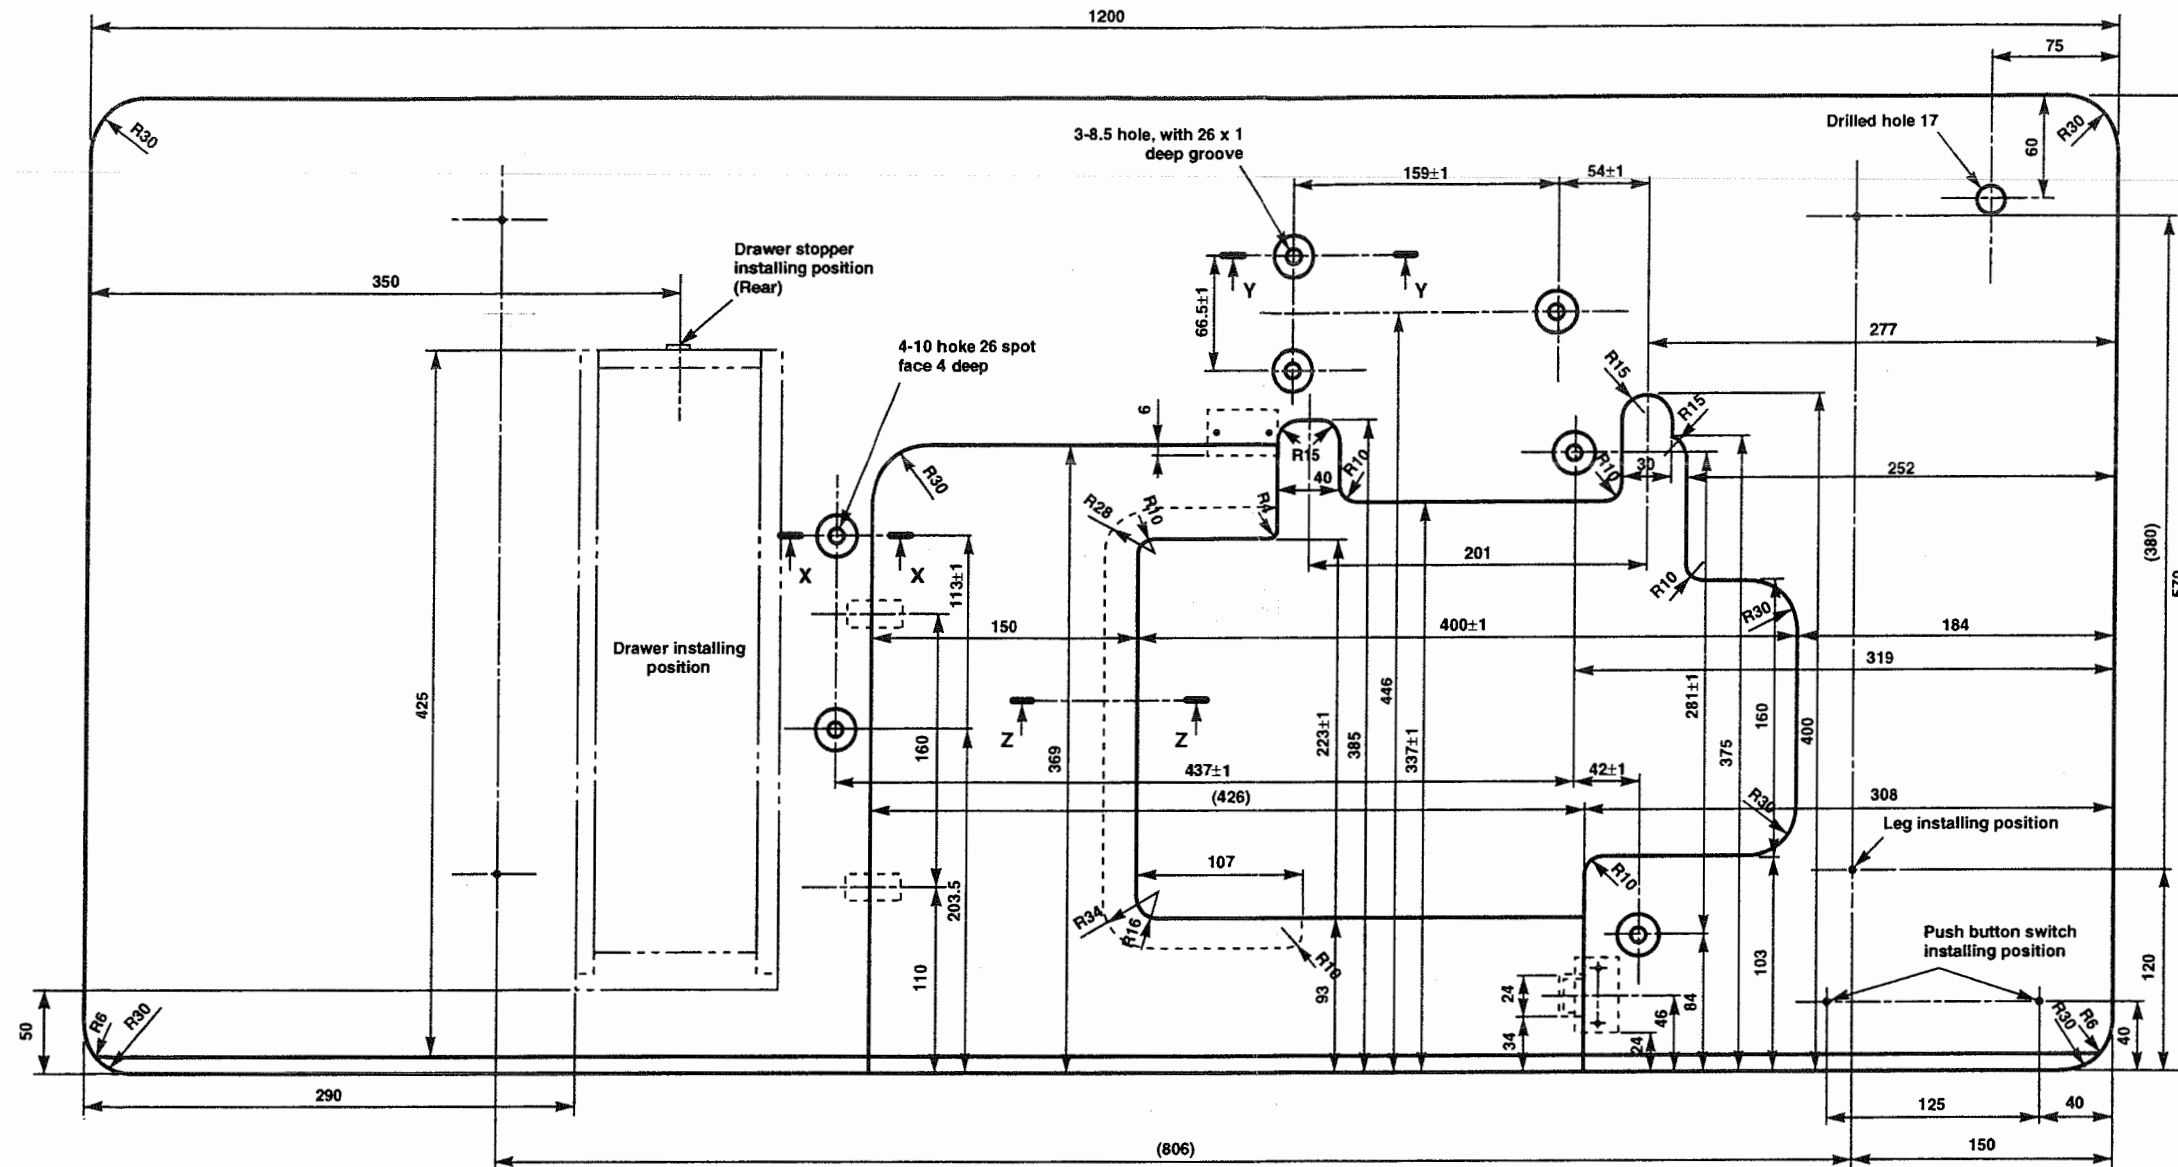 1200
75
R30
3-8.5 hole, with 26 x 1
deep groove
Drilled hole 17
R30
60
159±1
54±1
Drawer stopper
installing position
(Rear)
350
Y
Y
66.5±1
277
4-10 hoke 26 spot
face 4 deep
R15
R15
6
R15
R10
R10
30
40
252
R30
R28
R10
201
(380)
X
X
113±1
R10
R30
150
400±1
184
Drawer installing
position
319
425
446
281±1
Z
Z
160
369
223±1
385
337±1
375
160
400
437±1
42±1
(426)
308
R30
Leg installing position
107
R10
203.5
R34
R16
R10
Push button switch
installing position
110
93
103
120
24
84
46
34
24
50
R6
R30
R30
R6
40
290
125
40
(806)
150